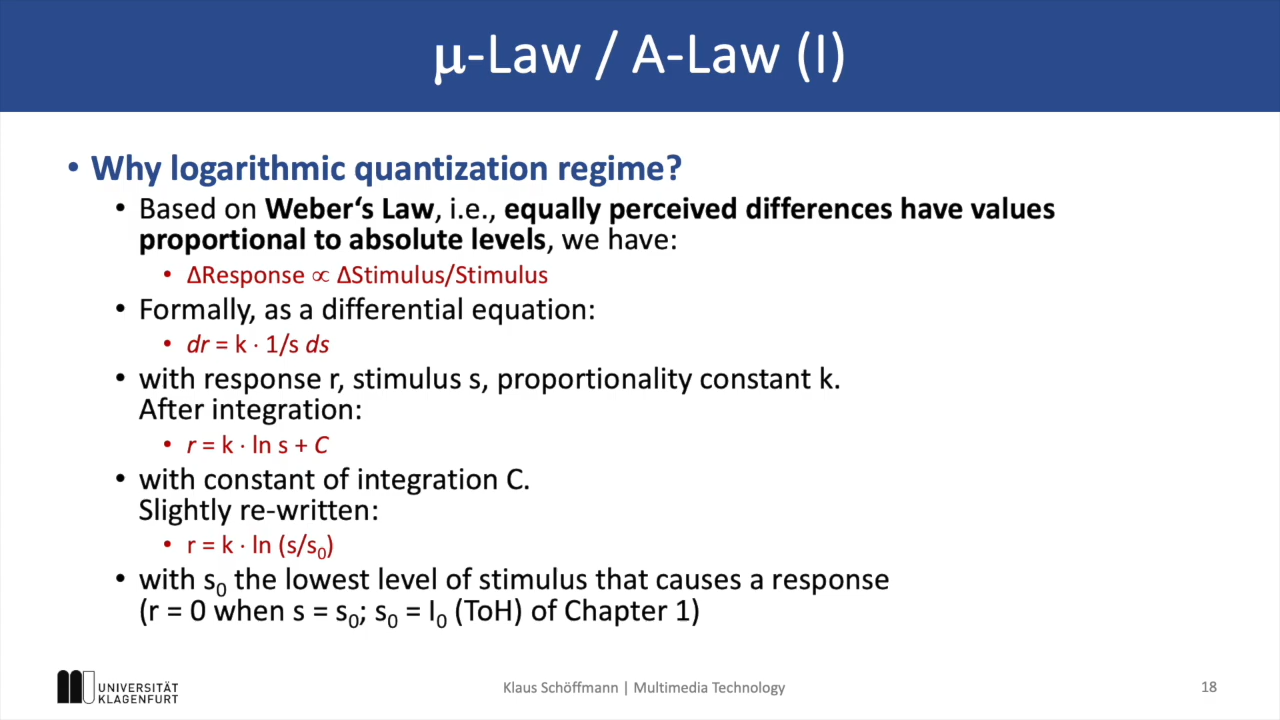 µ-Law / A-Law (I)
• Why logarithmic quantization regime?
• Based on Weber‘s Law, i.e., equally perceived differences have values
proportional to absolute levels, we have:
• ΔResponse ∝ ΔStimulus/Stimulus
• Formally, as a differential equation:
• dr = k · 1/s ds
• with response r, stimulus s, proportionality constant k.
After integration:
• r = k · ln s + C
• with constant of integration C.
Slightly re-written:
• r = k · ln (s/s₀)
• with s₀ the lowest level of stimulus that causes a response
(r = 0 when s = s₀; s₀ = I₀ (ToH) of Chapter 1)
UNIVERSITÄT
KLAGENFURT
Klaus Schöffmann | Multimedia Technology
18